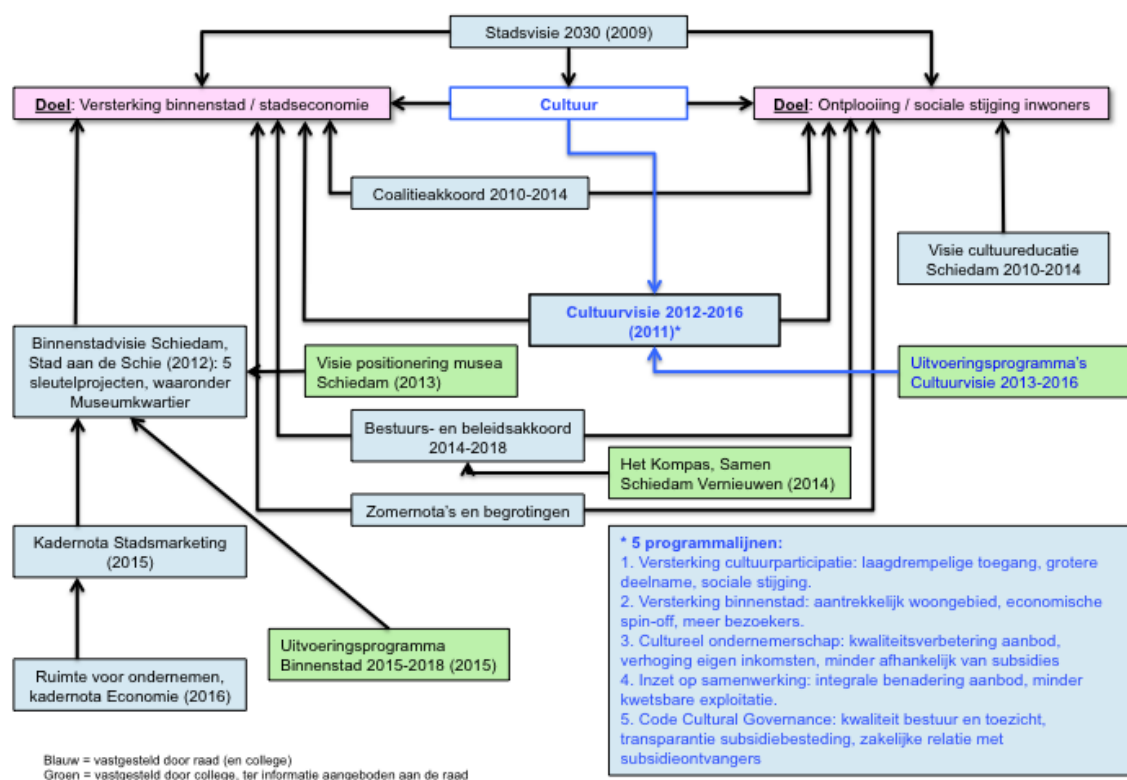 Stadsvisie 2030 (2009)
Doel: Versterking binnenstad / stadseconomie
Cultuur
Doel: Ontplooiing / sociale stijging inwoners
Coalitieakkoord 2010-2014
Visie cultuureducatie
Schiedam 2010-2014
Cultuurvisie 2012-2016
(2011)*
Binnenstadvisie Schiedam,
Stad aan de Schie (2012): 5
sleutelprojecten, waaronder
Museumkwartier
Visie positionering musea
Schiedam (2013)
Uitvoeringsprogramma's
Cultuurvisie 2013-2016
Bestuurs- en beleidsakkoord
2014-2018
Het Kompas, Samen
Schiedam Vernieuwen (2014)
Zomernota's en begrotingen
Kadernota Stadsmarketing
(2015)
Uitvoeringsprogramma
Binnenstad 2015-2018 (2015)
Ruimte voor ondernemen,
kadernota Economie (2016)
* 5 programmalijnen:
1. Versterking cultuurparticipatie: laagdrempelige toegang, grotere
deelname, sociale stijging.
2. Versterking binnenstad: aantrekkelijk woongebied, economische
spin-off, meer bezoekers.
3. Cultureel ondernemerschap: kwaliteitsverbetering aanbod,
verhoging eigen inkomsten, minder afhankelijk van subsidies
4. Inzet op samenwerking: integrale benadering aanbod, minder
kwetsbare exploitatie.
5. Code Cultural Governance: kwaliteit bestuur en toezicht,
transparantie subsidiebesteding, zakelijke relatie met
subsidieontvangers
Blauw = vastgesteld door raad (en college)
Groen = vastgesteld door college, ter informatie aangeboden aan de raad